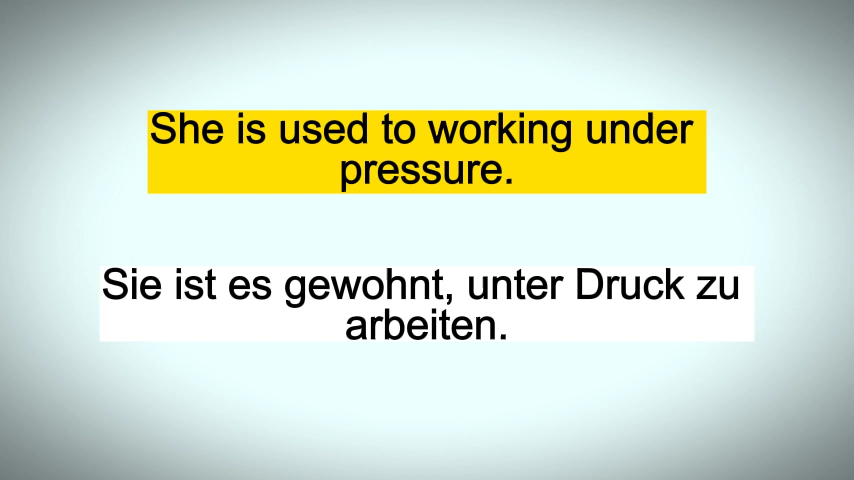 She is used to working under
pressure.
Sie ist es gewohnt, unter Druck zu
arbeiten.